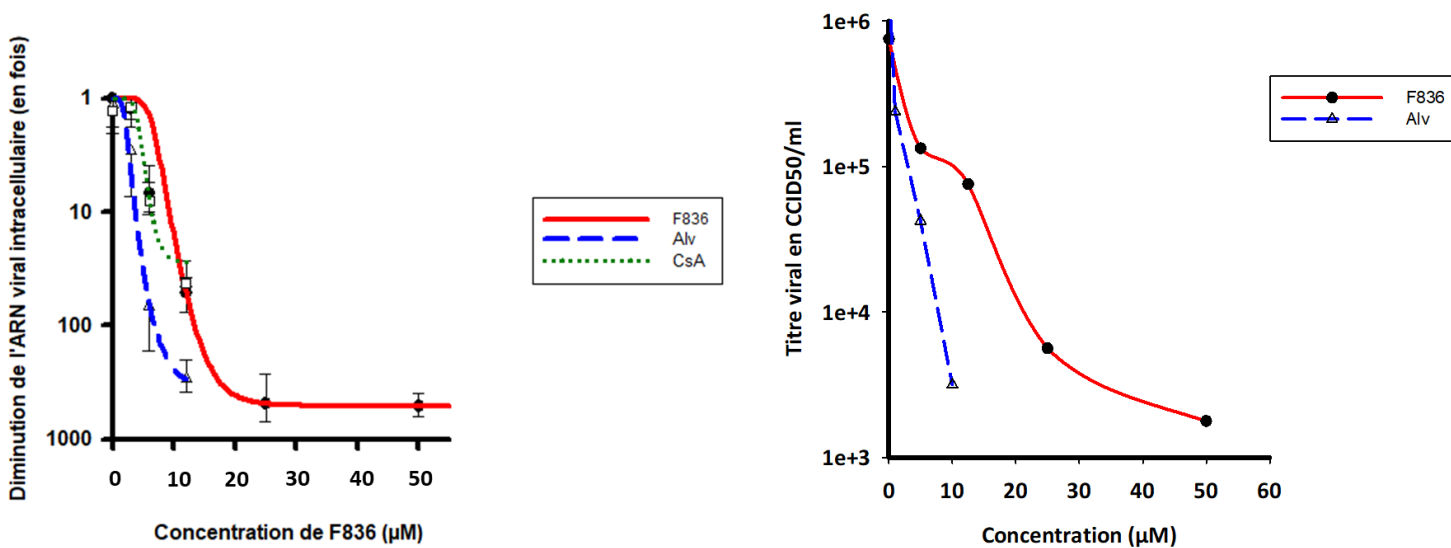 Diminution de l'ARN viral intracellulaire (en fois)
1
10
100
1000
0 10 20 30 40 50
Concentration de F836 (µM)
F836
Alv
CsA
Titre viral en CCID50/ml
1e+6
1e+5
1e+4
1e+3
0 10 20 30 40 50 60
Concentration (µM)
F836
Alv